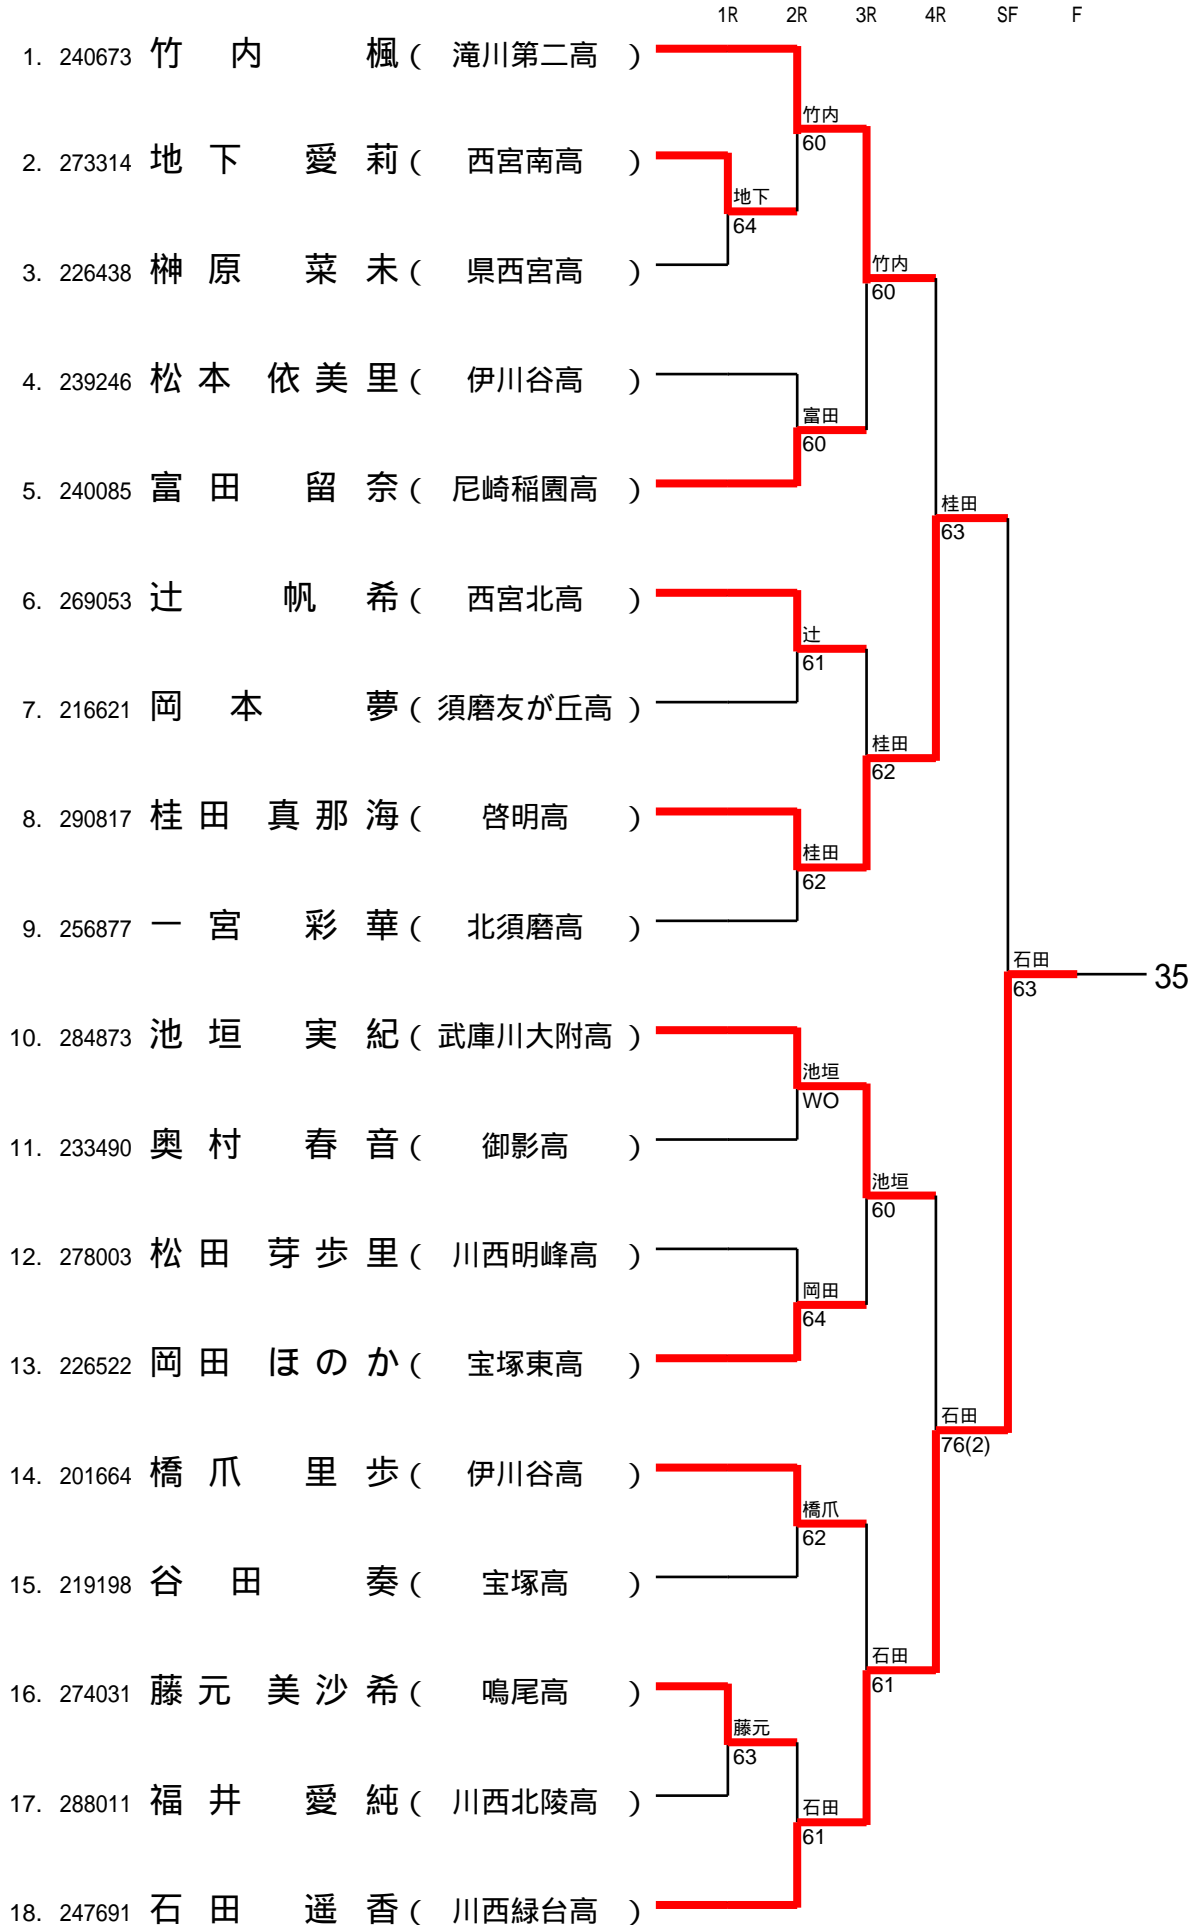 1R 2R 3R 4R SF F
1. 240673 竹内 楓 ( 滝川第二高 )
竹内
60
2. 273314 地下 愛莉 ( 西宮南高 )
地下
64
3. 226438 榊原 菜未 ( 県西宮高 )
竹内
60
4. 239246 松本 依美里 ( 伊川谷高 )
富田
60
5. 240085 富田 留奈 ( 尼崎稲園高 )
桂田
63
6. 269053 辻 帆希 ( 西宮北高 )
辻
61
7. 216621 岡本 夢 ( 須磨友が丘高 )
桂田
62
8. 290817 桂田 真那海 ( 啓明高 )
桂田
62
9. 256877 一宮 彩華 ( 北須磨高 )
石田
63
35
10. 284873 池垣 実紀 ( 武庫川大附高 )
池垣
WO
11. 233490 奥村 春音 ( 御影高 )
池垣
60
12. 278003 松田 芽歩里 ( 川西明峰高 )
岡田
64
13. 226522 岡田 ほのか ( 宝塚東高 )
石田
76(2)
14. 201664 橋爪 里歩 ( 伊川谷高 )
橋爪
62
15. 219198 谷田 奏 ( 宝塚高 )
石田
61
16. 274031 藤元 美沙希 ( 鳴尾高 )
藤元
63
17. 288011 福井 愛純 ( 川西北陵高 )
石田
61
18. 247691 石田 遥香 ( 川西緑台高 )